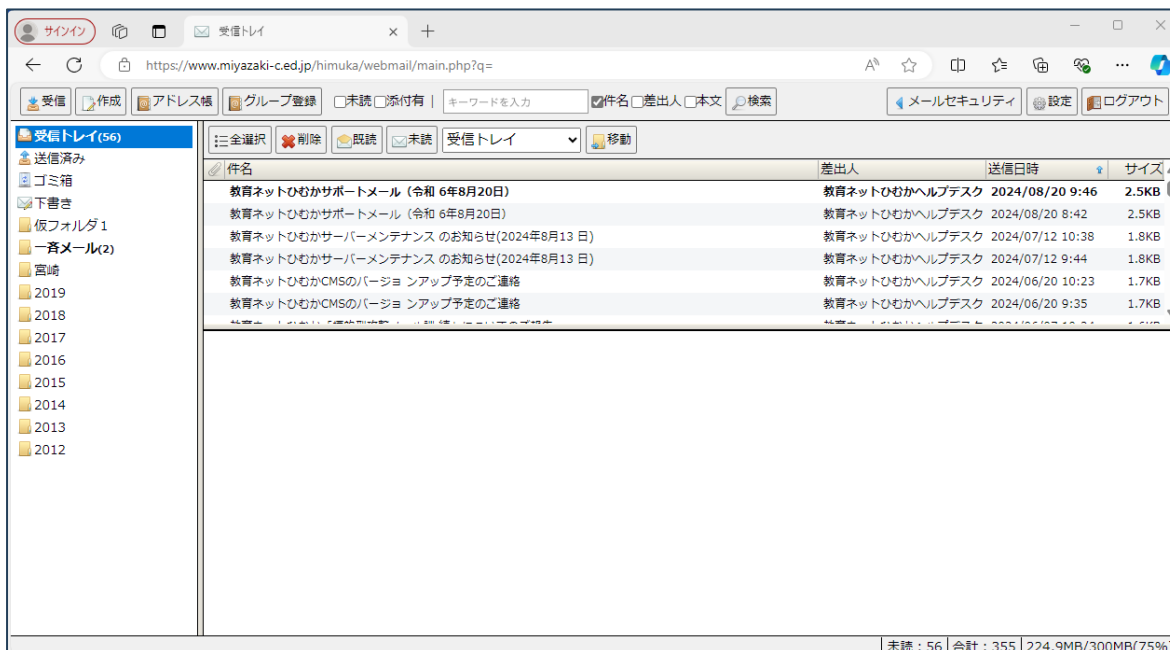 サインイン 受信トレイ
https://www.miyazaki-c.ed.jp/himuka/webmail/main.php?q=
受信 作成 アドレス帳 グループ登録 未読 添付有 | キーワードを入力 件名 差出人 本文 検索 メールセキュリティ 設定 ログアウト
受信トレイ(56)
送信済み
ゴミ箱
下書き
仮フォルダ1
一斉メール(2)
宮崎
2019
2018
2017
2016
2015
2014
2013
2012
全選択 削除 既読 未読 受信トレイ 移動
件名 差出人 送信日時 サイズ
教育ネットひむかサポートメール（令和 6年8月20日） 教育ネットひむかヘルプデスク 2024/08/20 9:46 2.5KB
教育ネットひむかサポートメール（令和 6年8月20日） 教育ネットひむかヘルプデスク 2024/08/20 8:42 2.5KB
教育ネットひむかサーバーメンテナンス のお知らせ(2024年8月13 日) 教育ネットひむかヘルプデスク 2024/07/12 10:38 1.8KB
教育ネットひむかサーバーメンテナンス のお知らせ(2024年8月13 日) 教育ネットひむかヘルプデスク 2024/07/12 9:44 1.8KB
教育ネットひむかCMSのバージョ ンアップ予定のご連絡 教育ネットひむかヘルプデスク 2024/06/20 10:23 1.7KB
教育ネットひむかCMSのバージョ ンアップ予定のご連絡 教育ネットひむかヘルプデスク 2024/06/20 9:35 1.7KB
未読：56 合計：355 224.9MB/300MB(75%